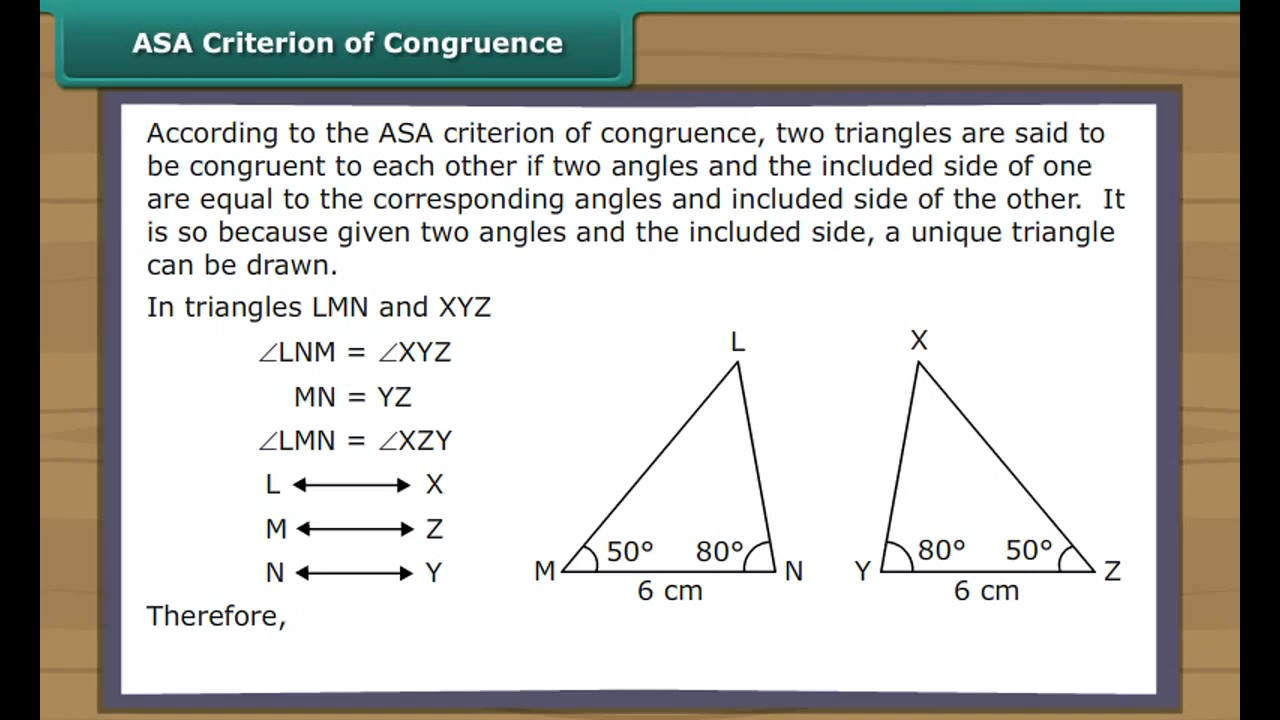 ASA Criterion of Congruence
According to the ASA criterion of congruence, two triangles are said to
be congruent to each other if two angles and the included side of one
are equal to the corresponding angles and included side of the other. It
is so because given two angles and the included side, a unique triangle
can be drawn.
In triangles LMN and XYZ
∠LNM = ∠XYZ
MN = YZ
∠LMN = ∠XZY
L ↔ X
M ↔ Z
N ↔ Y
Therefore,
L
M 50° 80° N
6 cm
X
Y 80° 50° Z
6 cm